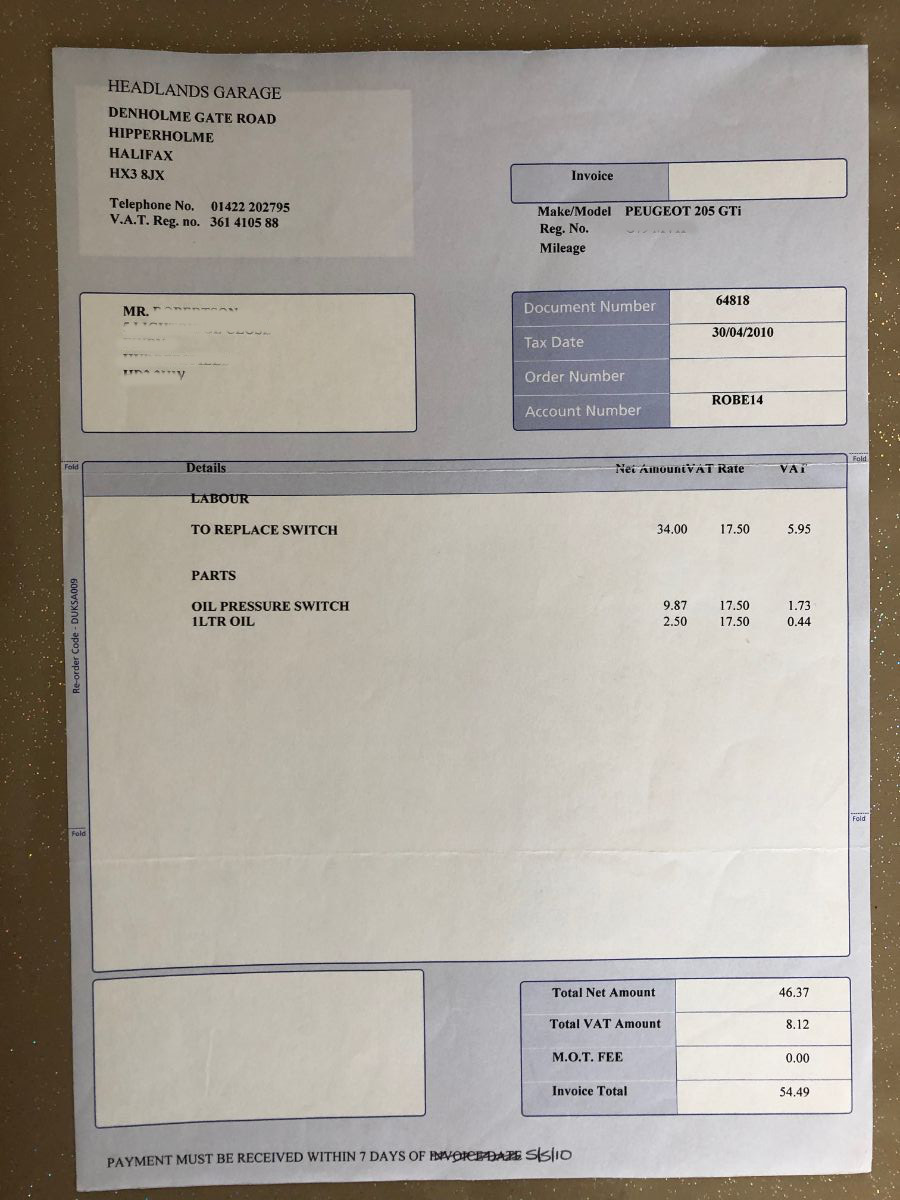 HEADLANDS GARAGE
DENHOLME GATE ROAD
HIPPERHOLME
HALIFAX
HX3 8JX
Telephone No. 01422 202795
V.A.T. Reg. no. 361 4105 88
Invoice
Make/Model PEUGEOT 205 GTi
Reg. No.
Mileage
MR.
Document Number 64818
Tax Date 30/04/2010
Order Number
Account Number ROBE14
Fold
Fold
Details Net Amount VAT Rate VAT
LABOUR
TO REPLACE SWITCH 34.00 17.50 5.95
PARTS
OIL PRESSURE SWITCH 9.87 17.50 1.73
1LTR OIL 2.50 17.50 0.44
Re-order Code - DUKSA009
Fold
Fold
Total Net Amount 46.37
Total VAT Amount 8.12
M.O.T. FEE 0.00
Invoice Total 54.49
PAYMENT MUST BE RECEIVED WITHIN 7 DAYS OF INVOICE DATE 5/5/10